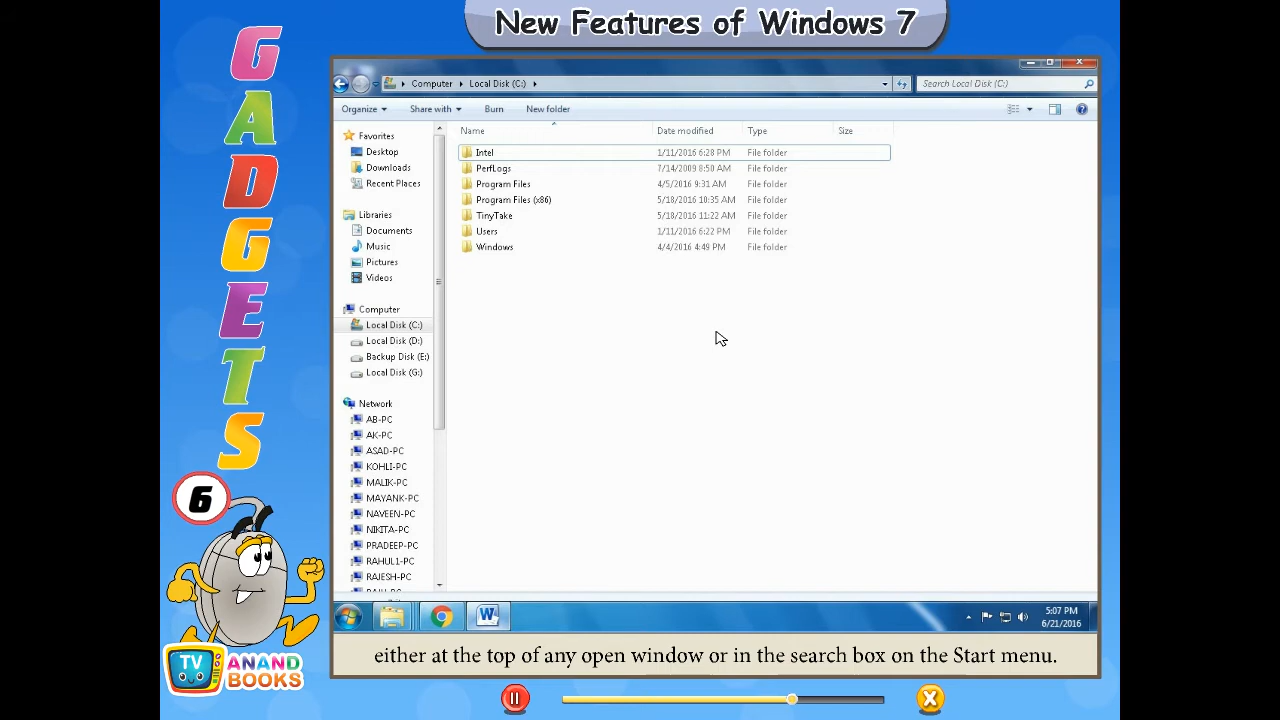 New Features of Windows 7
GADGETS
6
Computer Local Disk (C:)
Search Local Disk (C:)
Organize Share with Burn New folder
Name Date modified Type Size
Intel 1/11/2016 6:28 PM File folder
PerfLogs 7/14/2009 8:50 AM File folder
Program Files 4/5/2016 9:31 AM File folder
Program Files (x86) 5/18/2016 10:35 AM File folder
TinyTake 5/18/2016 11:22 AM File folder
Users 1/11/2016 6:22 PM File folder
Windows 4/4/2016 4:49 PM File folder
Favorites
Desktop
Downloads
Recent Places
Libraries
Documents
Music
Pictures
Videos
Computer
Local Disk (C:)
Local Disk (D:)
Backup Disk (E:)
Local Disk (G:)
Network
AB-PC
AK-PC
ASAD-PC
KOHLI-PC
MALIK-PC
MAYANK-PC
NAVEEN-PC
NIKITA-PC
PRADEEP-PC
RAHUL1-PC
RAJESH-PC
W
5:07 PM
6/21/2016
either at the top of any open window or in the search box on the Start menu.
TV
ANAND
BOOKS